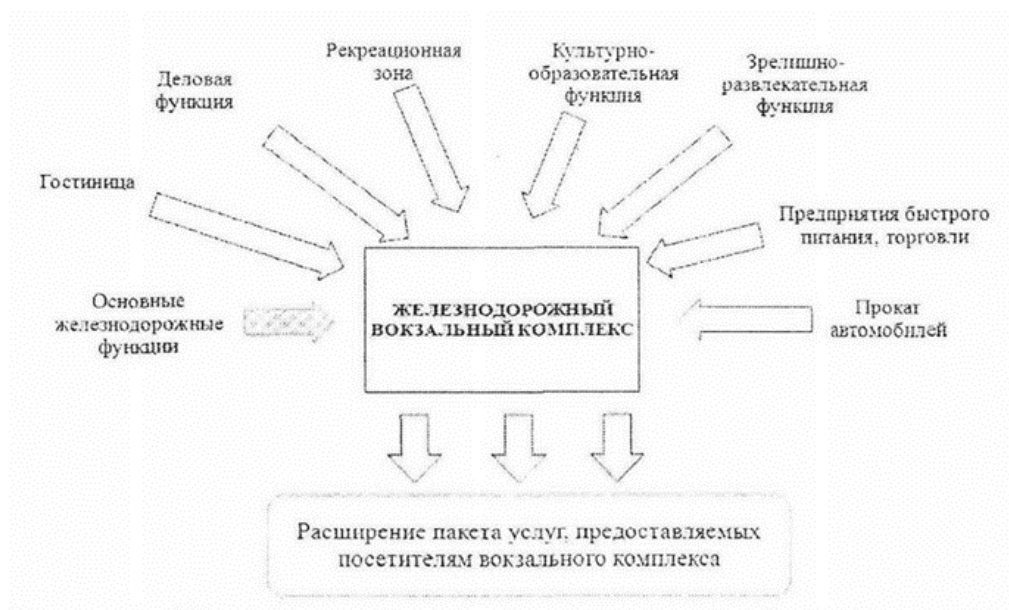 Рекреационная
зона
Культурно-
образовательная
функция
Зрелищно-
развлекательная
функция
Деловая
функция
Гостиница
Предприятия быстрого
питания, торговли
Основные
железнодорожные
функции
ЖЕЛЕЗНОДОРОЖНЫЙ
ВОКЗАЛЬНЫЙ КОМПЛЕКС
Прокат
автомобилей
Расширение пакета услуг, предоставляемых
посетителям вокзального комплекса